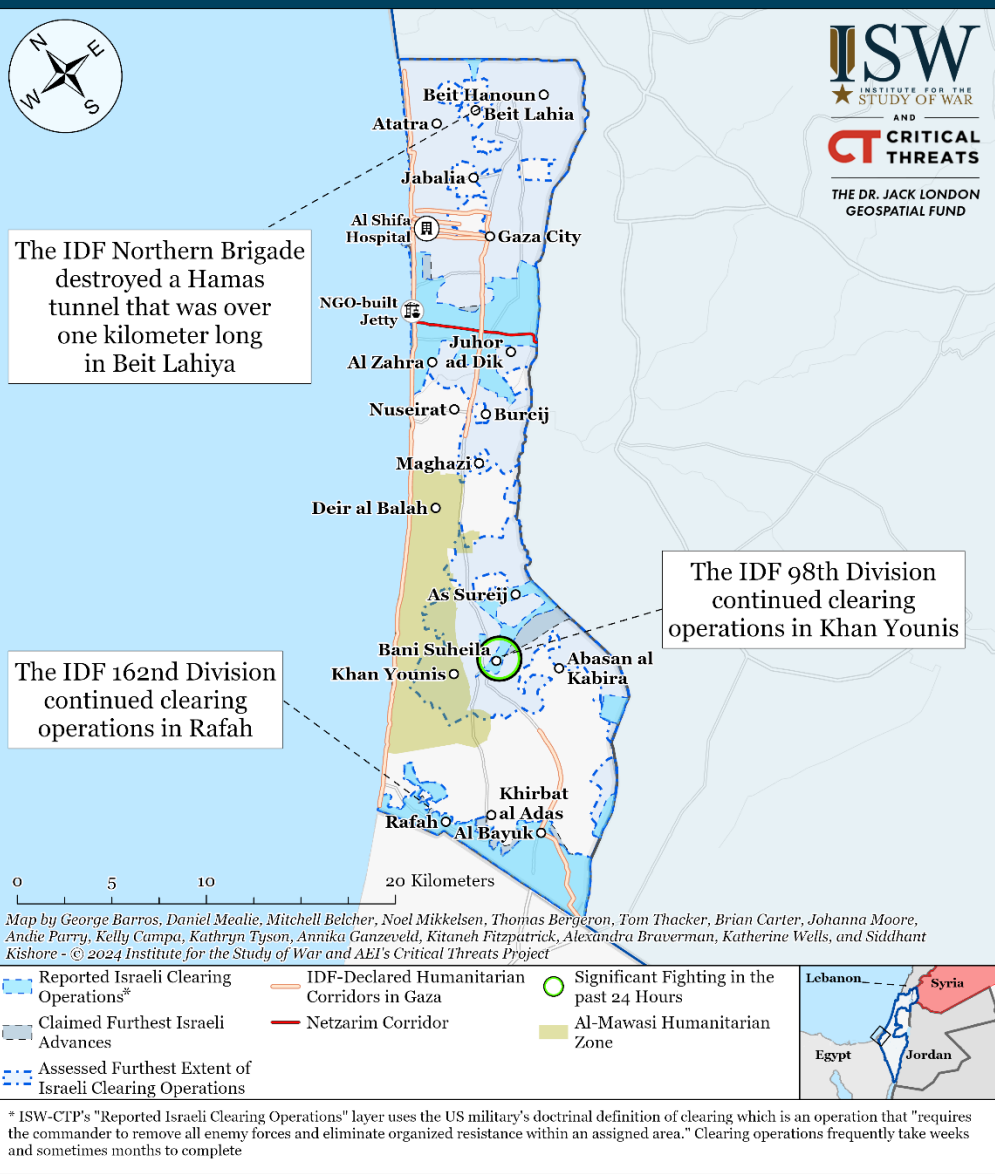 N
E
W
S
ISW
INSTITUTE FOR THE
STUDY OF WAR
AND
CT CRITICAL
THREATS
THE DR. JACK LONDON
GEOSPATIAL FUND
Beit Hanoun
Beit Lahia
Atatra
Jabalia
Al Shifa
Hospital
Gaza City
The IDF Northern Brigade
destroyed a Hamas
tunnel that was over
one kilometer long
in Beit Lahiya
NGO-built
Jetty
Juhor
ad Dik
Al Zahra
Nuseirat
Bureij
Maghazi
Deir al Balah
The IDF 98th Division
continued clearing
operations in Khan Younis
As Sureij
Bani Suheila
Khan Younis
Abasan al
Kabira
The IDF 162nd Division
continued clearing
operations in Rafah
Khirbat
al Adas
Rafah
Al Bayuk
0 5 10 20 Kilometers
Map by George Barros, Daniel Mealie, Mitchell Belcher, Noel Mikkelsen, Thomas Bergeron, Tom Thacker, Brian Carter, Johanna Moore,
Andie Parry, Kelly Campa, Kathryn Tyson, Annika Ganzeveld, Kitaneh Fitzpatrick, Alexandra Braverman, Katherine Wells, and Siddhant
Kishore - © 2024 Institute for the Study of War and AEI's Critical Threats Project
Reported Israeli Clearing
Operations*
Claimed Furthest Israeli
Advances
Assessed Furthest Extent of
Israeli Clearing Operations
IDF-Declared Humanitarian
Corridors in Gaza
Netzarim Corridor
Significant Fighting in the
past 24 Hours
Al-Mawasi Humanitarian
Zone
Lebanon
Syria
Egypt
Jordan
* ISW-CTP's "Reported Israeli Clearing Operations" layer uses the US military's doctrinal definition of clearing which is an operation that "requires
the commander to remove all enemy forces and eliminate organized resistance within an assigned area." Clearing operations frequently take weeks
and sometimes months to complete